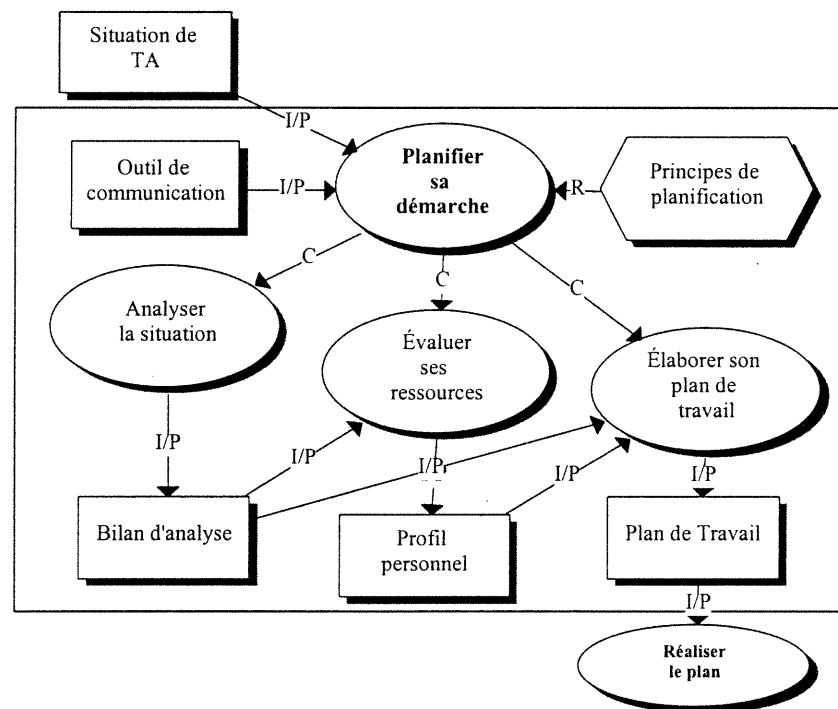 Situation de
TA
I/P
Outil de
communication
I/P
Planifier
sa
démarche
R
Principes de
planification
C
C
C
Analyser
la situation
Évaluer
ses
ressources
Élaborer son
plan de
travail
I/P
I/P
I/P
I/P
I/P
Bilan d'analyse
Profil
personnel
Plan de Travail
I/P
Réaliser
le plan